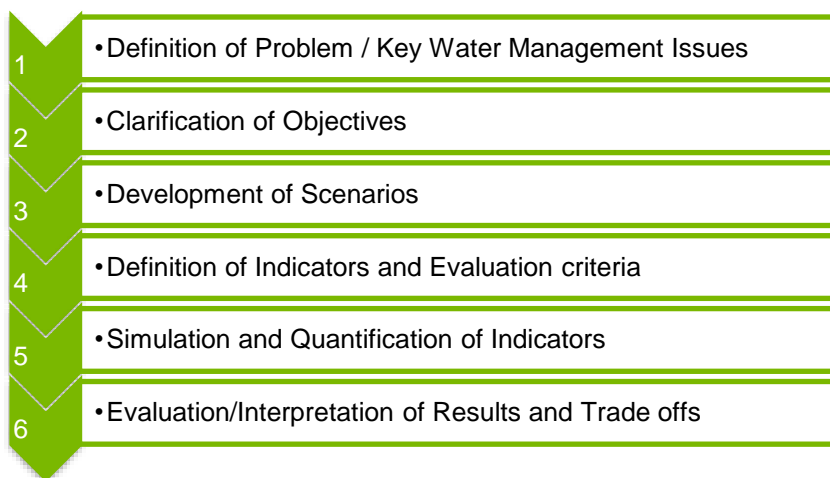 1 •Definition of Problem / Key Water Management Issues
2 •Clarification of Objectives
3 •Development of Scenarios
4 •Definition of Indicators and Evaluation criteria
5 •Simulation and Quantification of Indicators
6 •Evaluation/Interpretation of Results and Trade offs